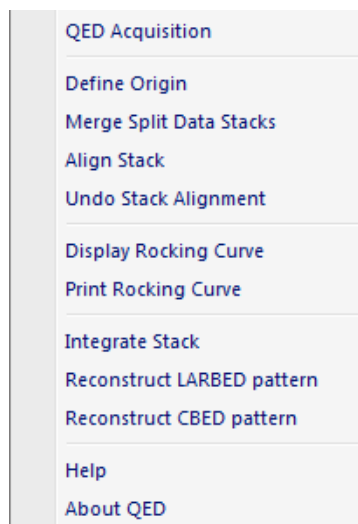 QED Acquisition
Define Origin
Merge Split Data Stacks
Align Stack
Undo Stack Alignment
Display Rocking Curve
Print Rocking Curve
Integrate Stack
Reconstruct LARBED pattern
Reconstruct CBED pattern
Help
About QED